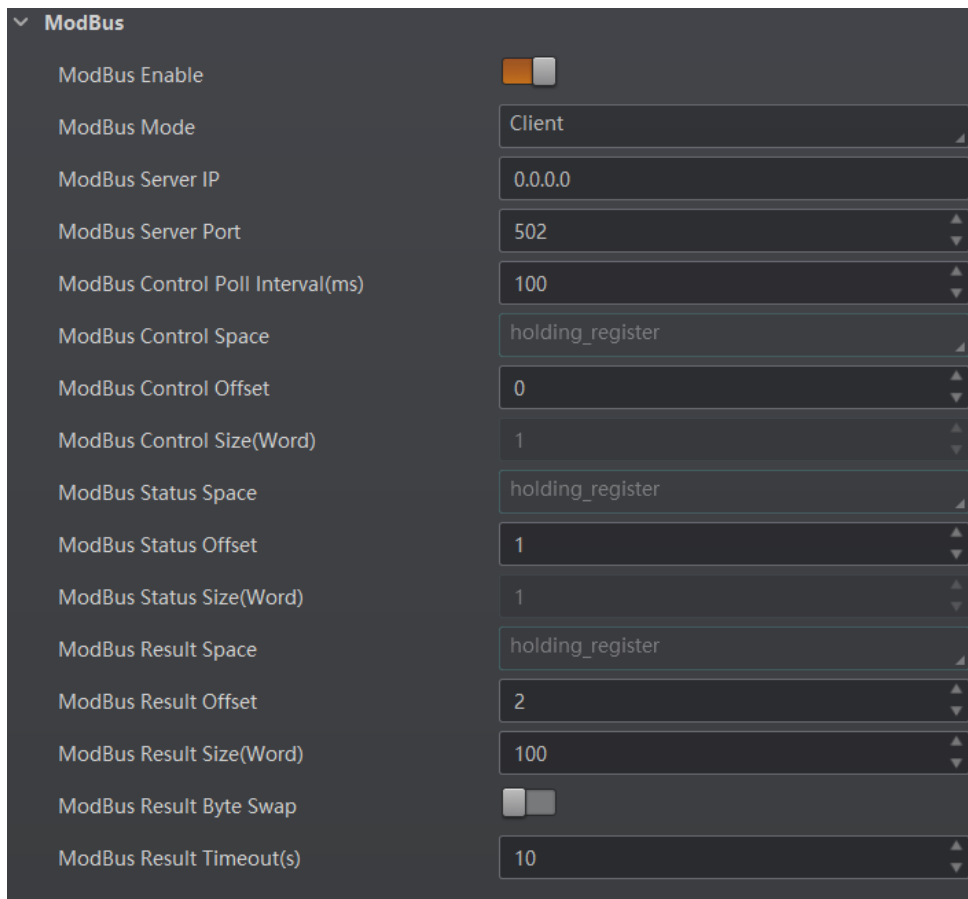 ModBus
ModBus Enable
ModBus Mode Client
ModBus Server IP 0.0.0.0
ModBus Server Port 502
ModBus Control Poll Interval(ms) 100
ModBus Control Space holding_register
ModBus Control Offset 0
ModBus Control Size(Word) 1
ModBus Status Space holding_register
ModBus Status Offset 1
ModBus Status Size(Word) 1
ModBus Result Space holding_register
ModBus Result Offset 2
ModBus Result Size(Word) 100
ModBus Result Byte Swap
ModBus Result Timeout(s) 10